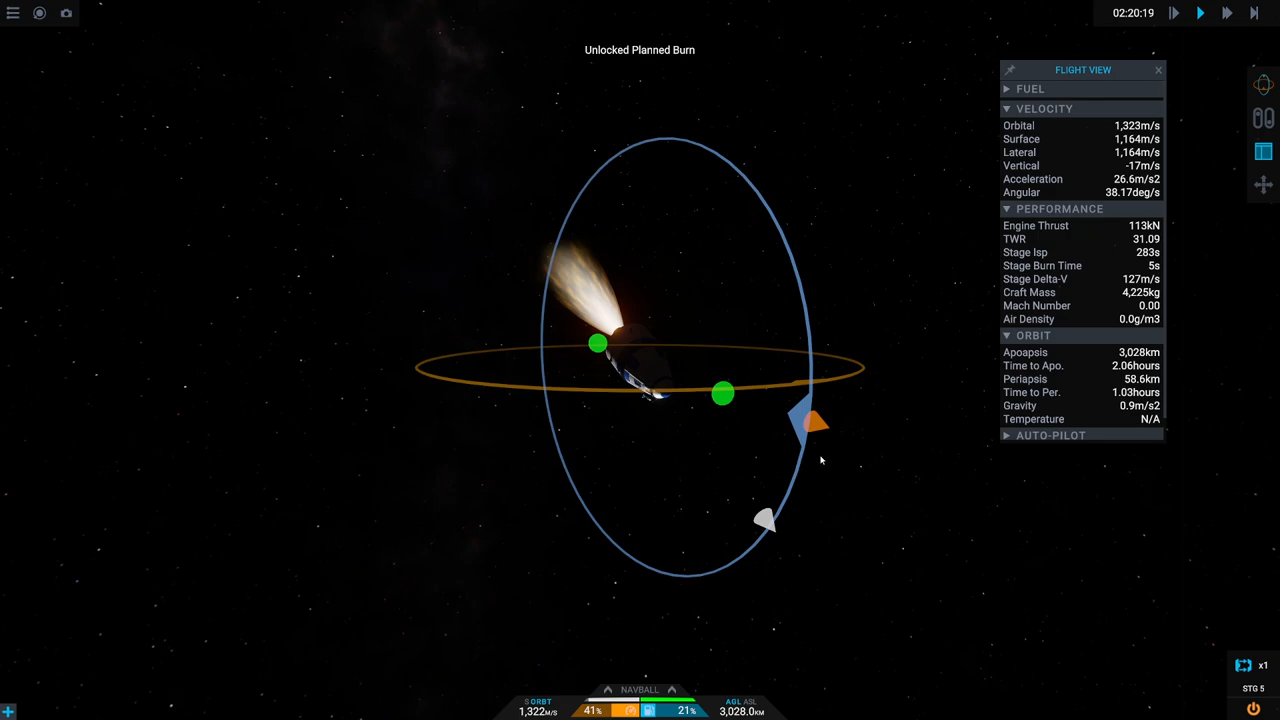 02:20:19
Unlocked Planned Burn
FLIGHT VIEW
FUEL
VELOCITY
Orbital 1,323m/s
Surface 1,164m/s
Lateral 1,164m/s
Vertical -17m/s
Acceleration 26.6m/s2
Angular 38.17deg/s
PERFORMANCE
Engine Thrust 113kN
TWR 31.09
Stage Isp 283s
Stage Burn Time 5s
Stage Delta-V 127m/s
Craft Mass 4,225kg
Mach Number 0.00
Air Density 0.0g/m3
ORBIT
Apoapsis 3,028km
Time to Apo. 2.06hours
Periapsis 58.6km
Time to Per. 1.03hours
Gravity 0.9m/s2
Temperature N/A
AUTO-PILOT
x1
STG 5
NAVBALL
S ORBT
1,322M/S
41%
21%
AGL ASL
3,028.0KM